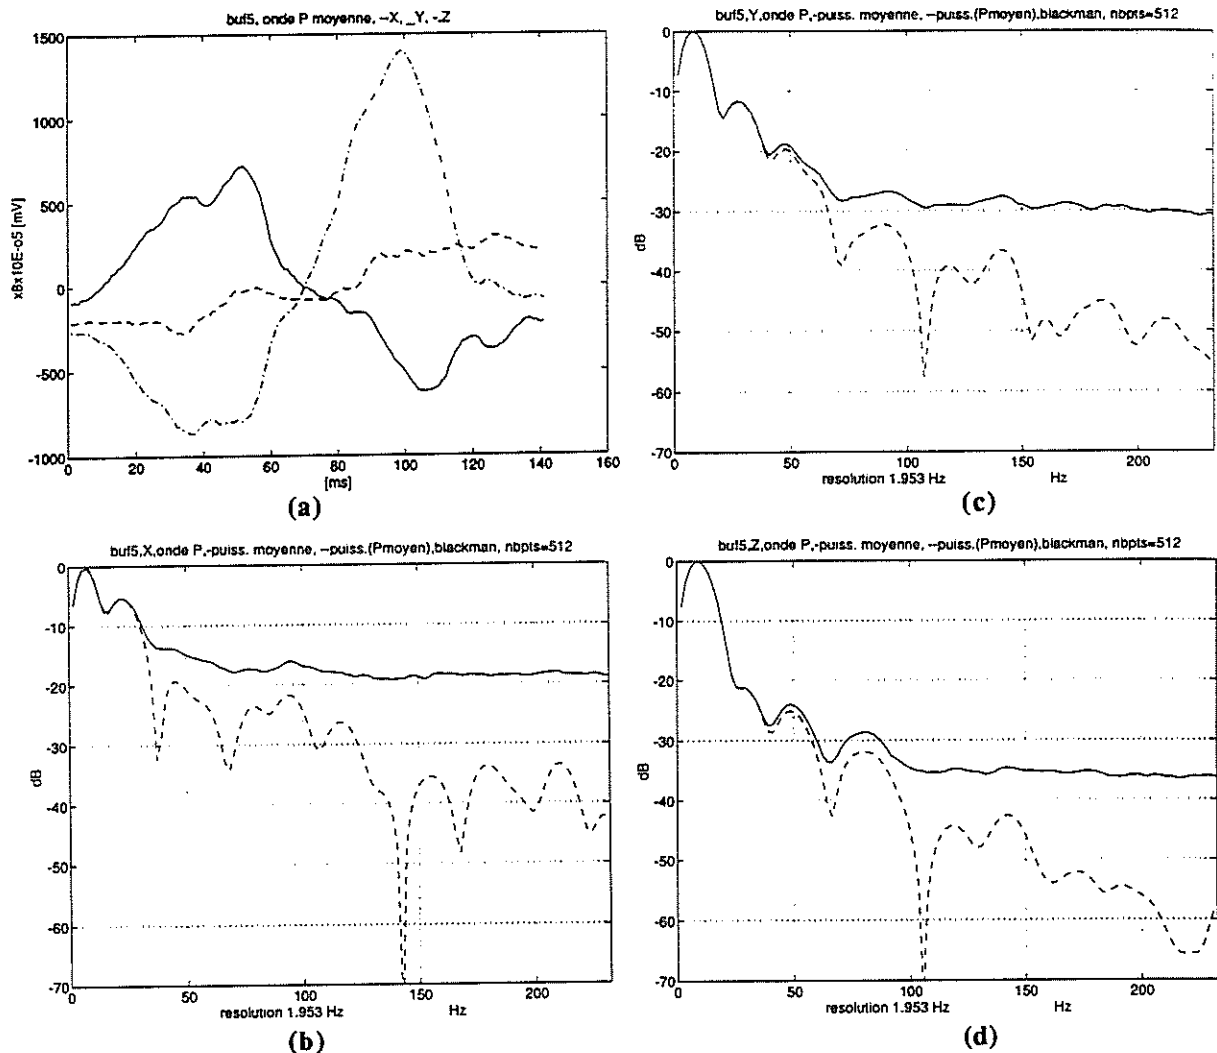 buf5, onde P moyenne, --X, _Y, -.Z
1500
1000
500
0
-500
-1000
x8x10E-o5 [mV]
0 20 40 60 80 100 120 140 160
[ms]
(a)
buf5,Y,onde P,-puiss. moyenne, --puiss.(Pmoyen),blackman, nbpts=512
0
-10
-20
-30
-40
-50
-60
-70
dB
0 50 100 150 200
resolution 1.953 Hz Hz
(c)
buf5,X,onde P,-puiss. moyenne, --puiss.(Pmoyen),blackman, nbpts=512
0
-10
-20
-30
-40
-50
-60
-70
dB
0 50 100 150 200
resolution 1.953 Hz Hz
(b)
buf5,Z,onde P,-puiss. moyenne, --puiss.(Pmoyen),blackman, nbpts=512
0
-10
-20
-30
-40
-50
-60
-70
dB
0 50 100 150 200
resolution 1.953 Hz Hz
(d)